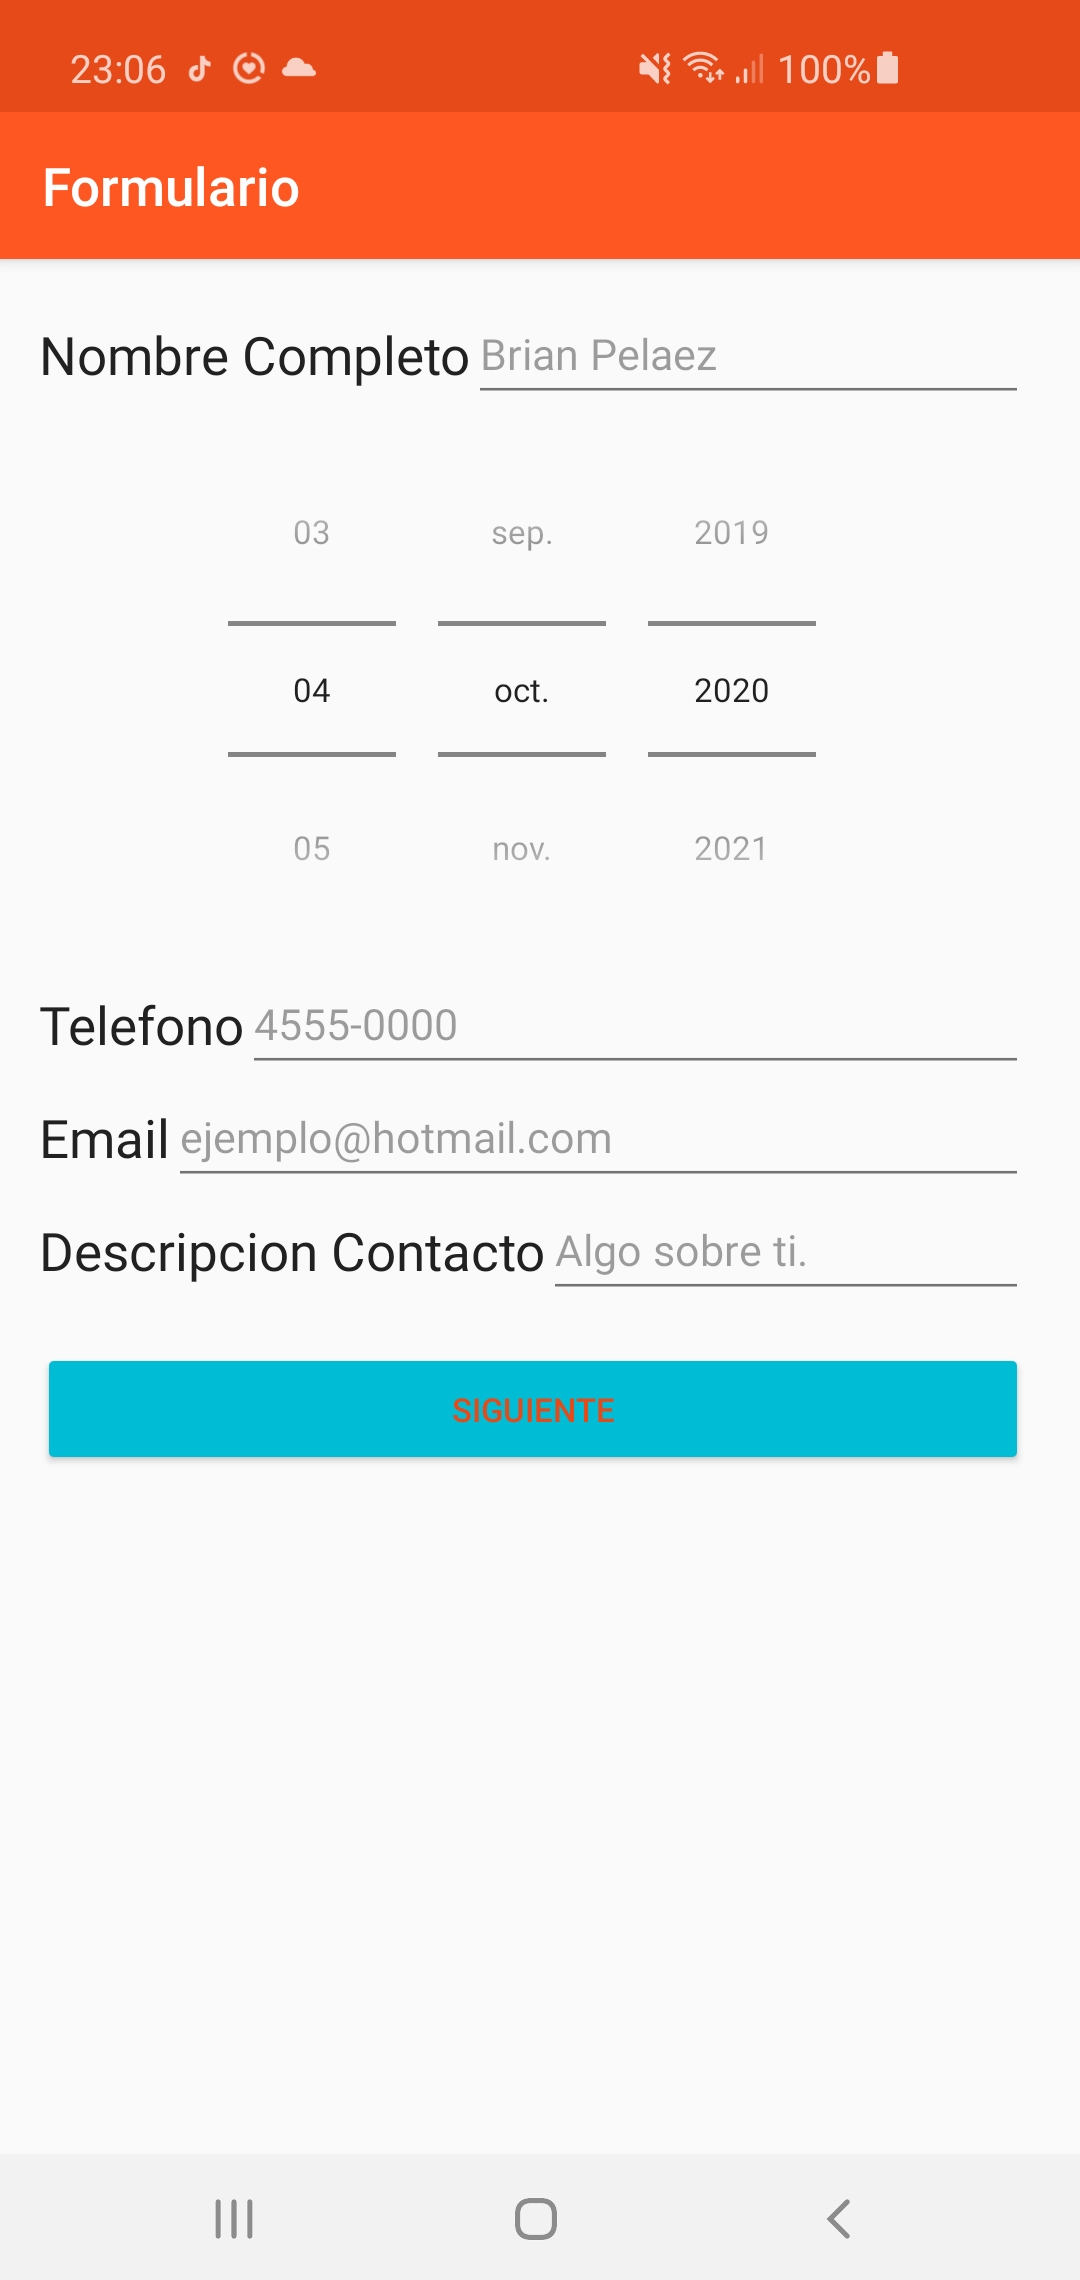 23:06 100%
Formulario
Nombre Completo Brian Pelaez
03 sep. 2019
04 oct. 2020
05 nov. 2021
Telefono 4555-0000
Email ejemplo@hotmail.com
Descripcion Contacto Algo sobre ti.
SIGUIENTE